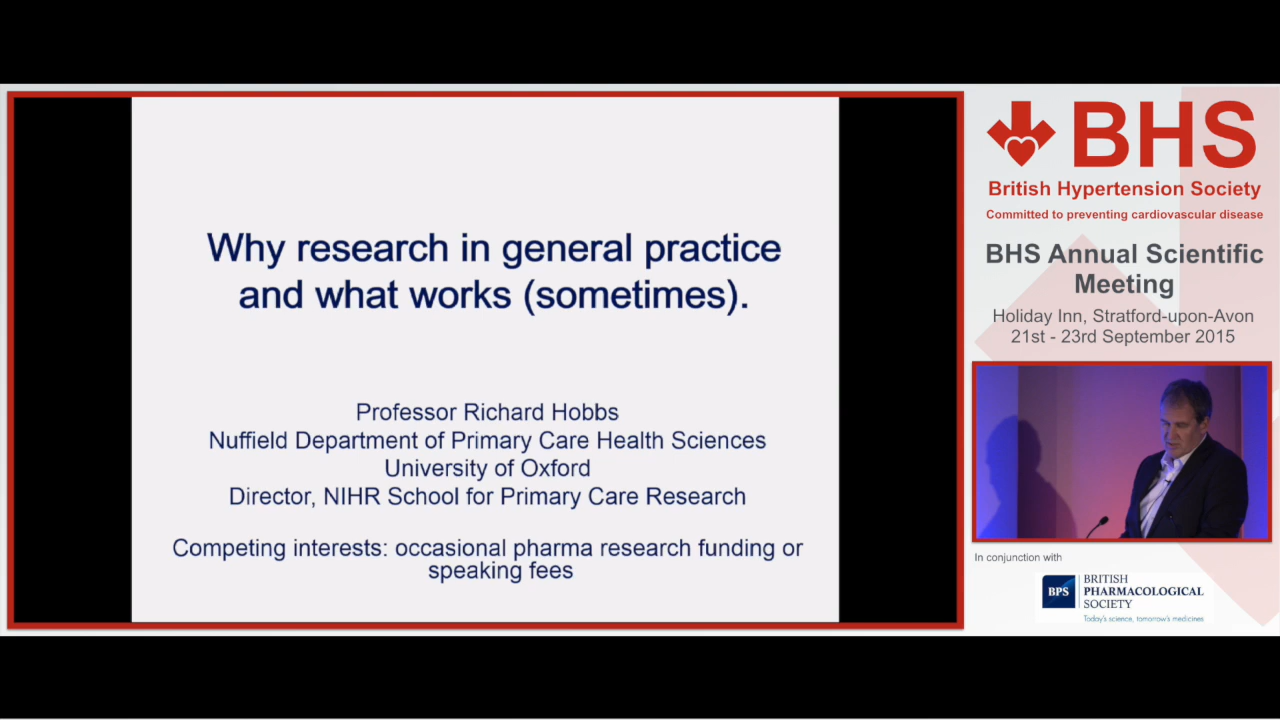 Why research in general practice
and what works (sometimes).
Professor Richard Hobbs
Nuffield Department of Primary Care Health Sciences
University of Oxford
Director, NIHR School for Primary Care Research
Competing interests: occasional pharma research funding or
speaking fees
BHS
British Hypertension Society
Committed to preventing cardiovascular disease
BHS Annual Scientific
Meeting
Holiday Inn, Stratford-upon-Avon
21st - 23rd September 2015
In conjunction with
BPS
BRITISH
PHARMACOLOGICAL
SOCIETY
Today's science, tomorrow's medicines